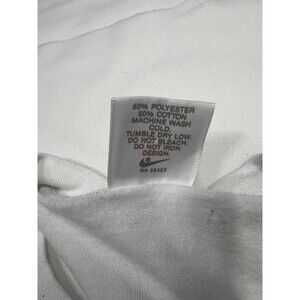 50% POLYESTER
50% COTTON
MACHINE WASH
COLD.
TUMBLE DRY LOW.
DO NOT BLEACH.
DO NOT IRON
DESIGN.
RN 56323